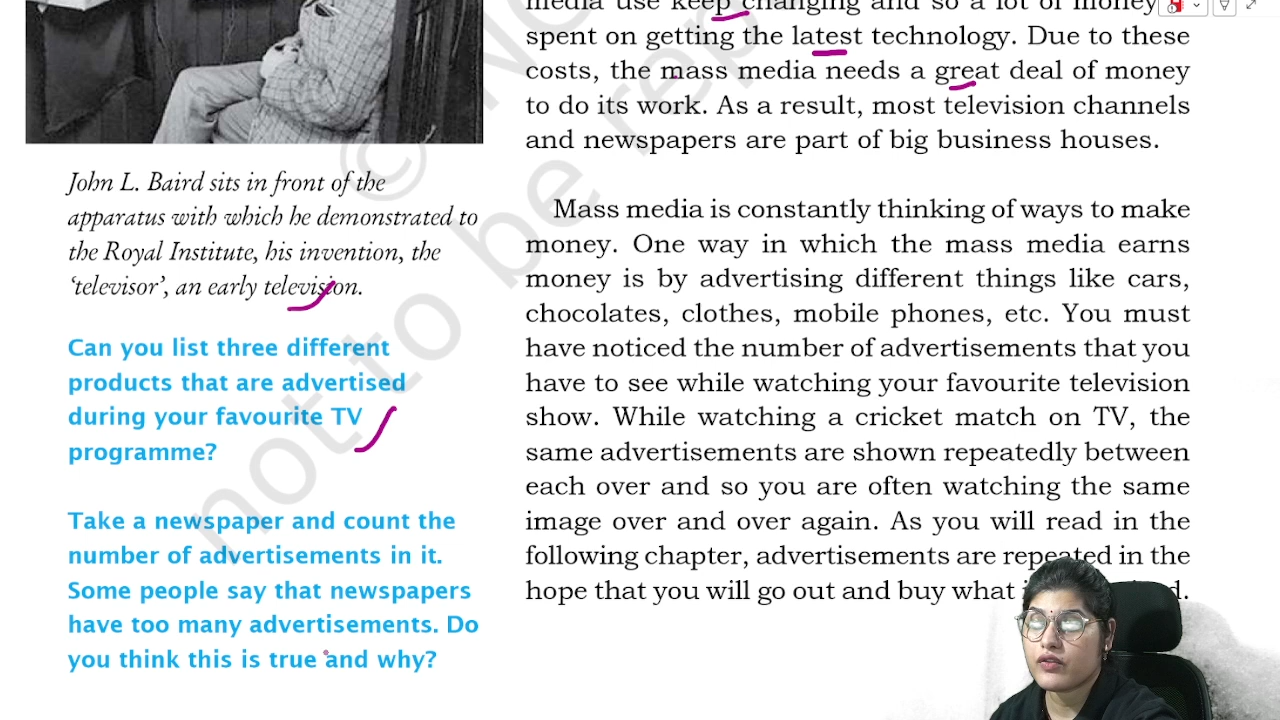 media use keep changing and so a lot of money
spent on getting the latest technology. Due to these
costs, the mass media needs a great deal of money
to do its work. As a result, most television channels
and newspapers are part of big business houses.
John L. Baird sits in front of the
apparatus with which he demonstrated to
the Royal Institute, his invention, the
‘televisor’, an early television.
Can you list three different
products that are advertised
during your favourite TV
programme?
Take a newspaper and count the
number of advertisements in it.
Some people say that newspapers
have too many advertisements. Do
you think this is true and why?
Mass media is constantly thinking of ways to make
money. One way in which the mass media earns
money is by advertising different things like cars,
chocolates, clothes, mobile phones, etc. You must
have noticed the number of advertisements that you
have to see while watching your favourite television
show. While watching a cricket match on TV, the
same advertisements are shown repeatedly between
each over and so you are often watching the same
image over and over again. As you will read in the
following chapter, advertisements are repeated in the
hope that you will go out and buy what
©
not to be rep